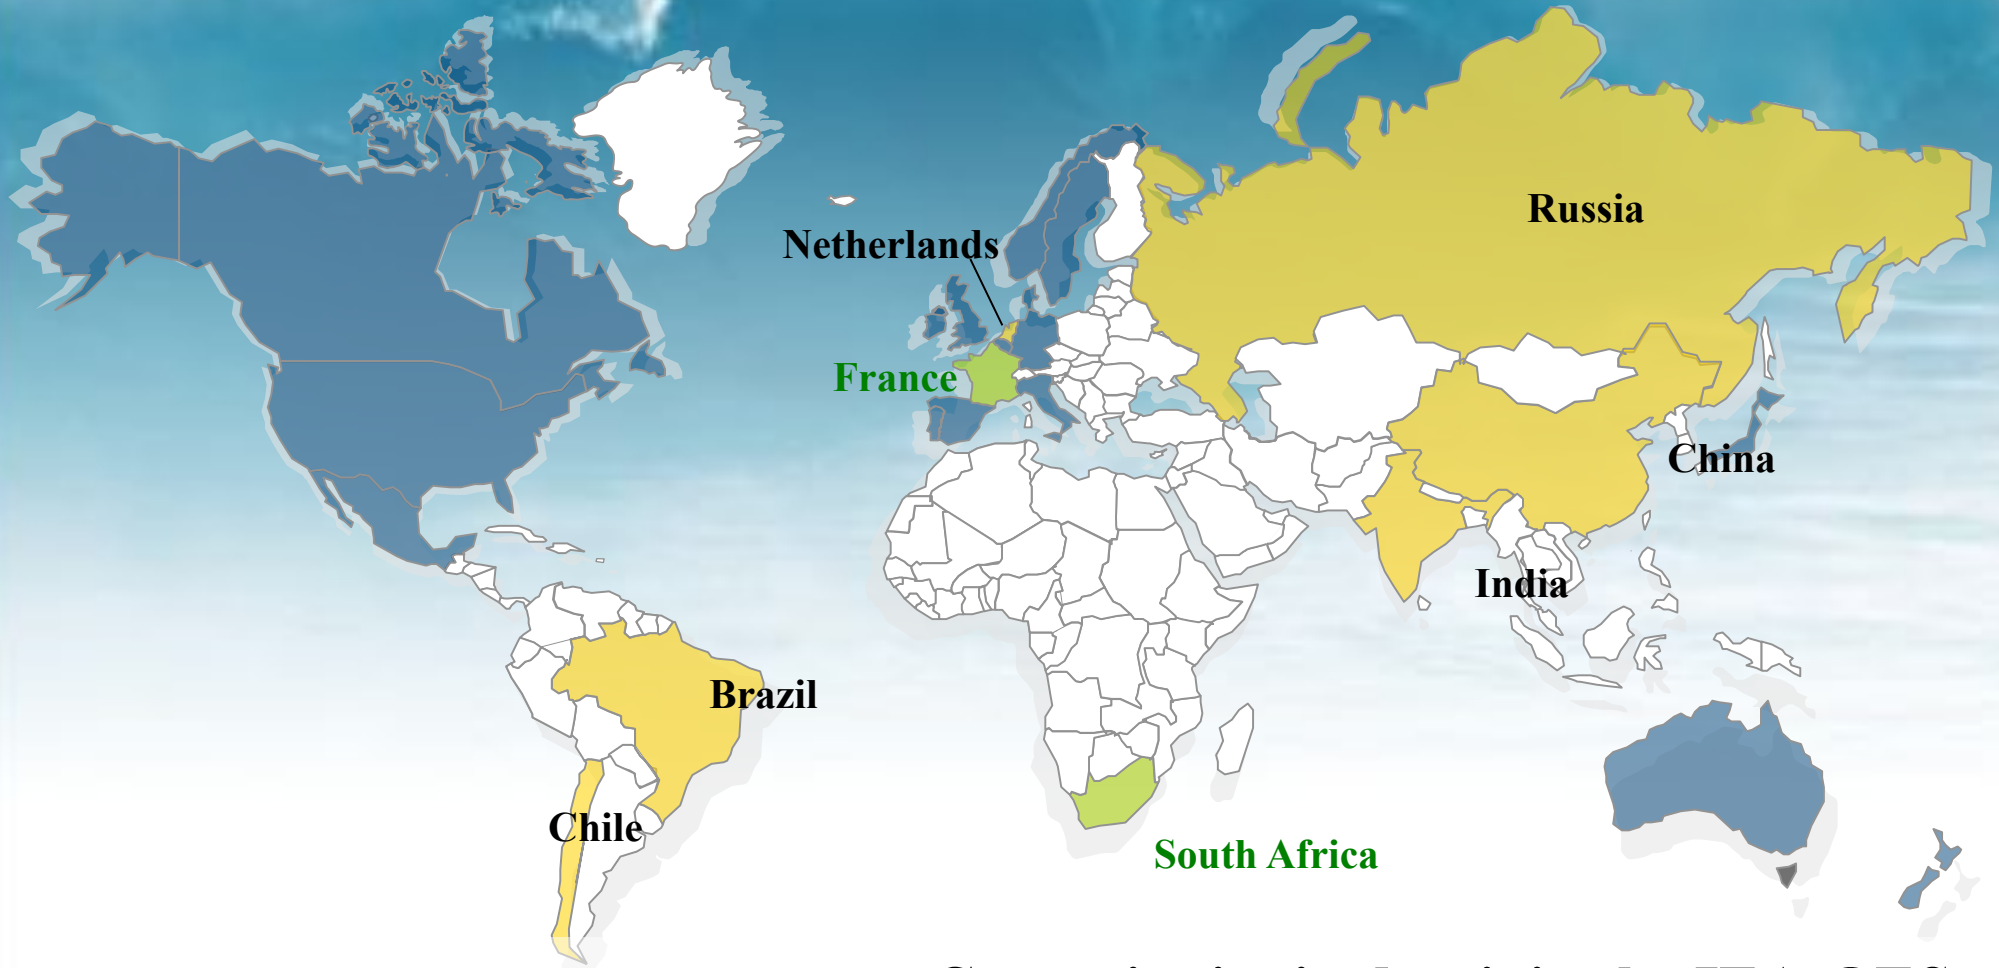 Russia
Netherlands
France
China
India
Brazil
Chile
South Africa